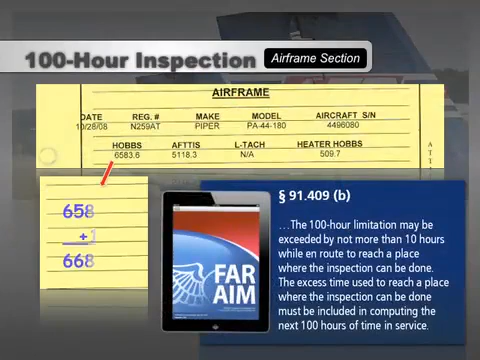 100-Hour Inspection Airframe Section
AIRFRAME
DATE REG. # MAKE MODEL AIRCRAFT S/N
10/28/08 N259AT PIPER PA-44-180 4496080
HOBBS AFTTIS L-TACH HEATER HOBBS
6583.6 5118.3 N/A 509.7
A
T
T
658
+1
668
§ 91.409 (b)
…The 100-hour limitation may be
exceeded by not more than 10 hours
while en route to reach a place
where the inspection can be done.
The excess time used to reach a place
where the inspection can be done
must be included in computing the
next 100 hours of time in service.
FAR
AIM